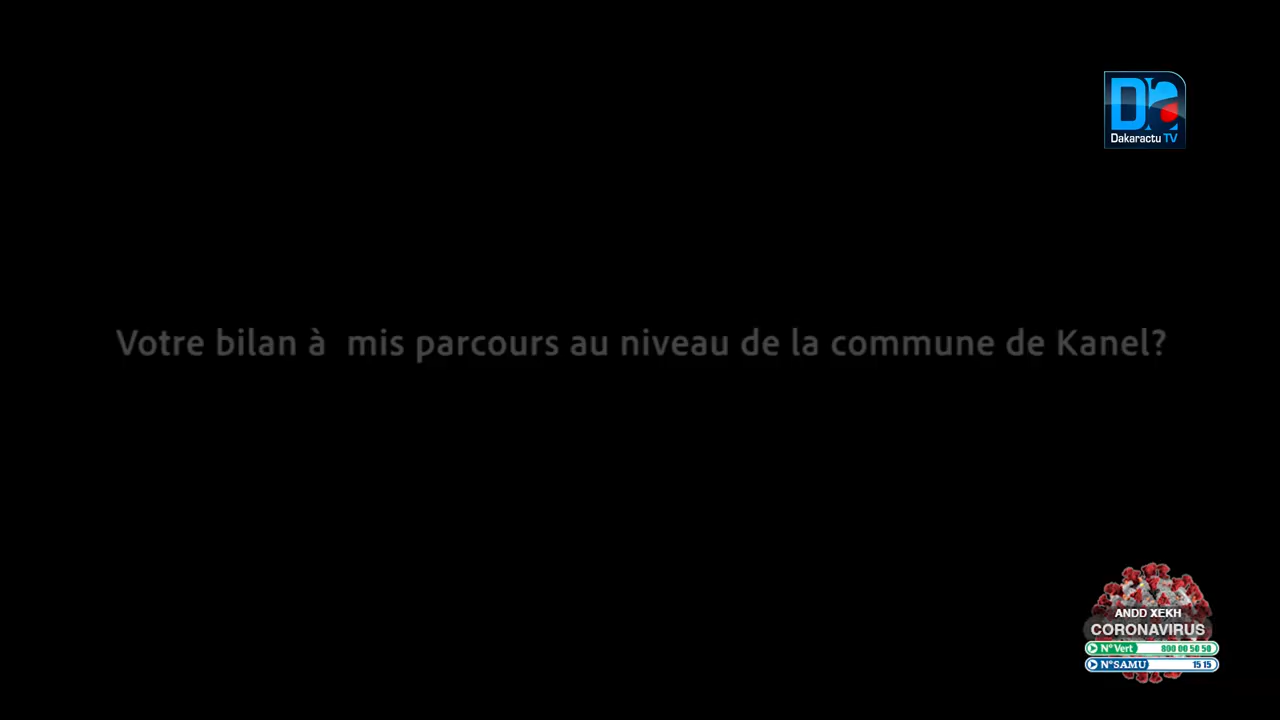 Dakaractu TV
Votre bilan à  mis parcours au niveau de la commune de Kanel?
ANDD XEKH
CORONAVIRUS
N° Vert 800 00 50 50
N°SAMU 15 15